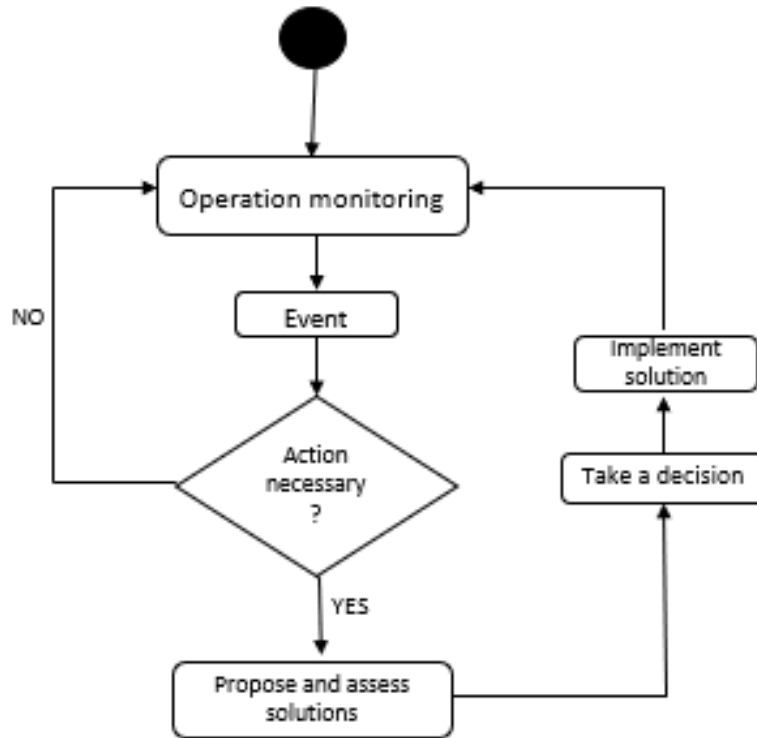 Operation monitoring
Event
NO
Action
necessary
?
YES
Propose and assess
solutions
Take a decision
Implement
solution